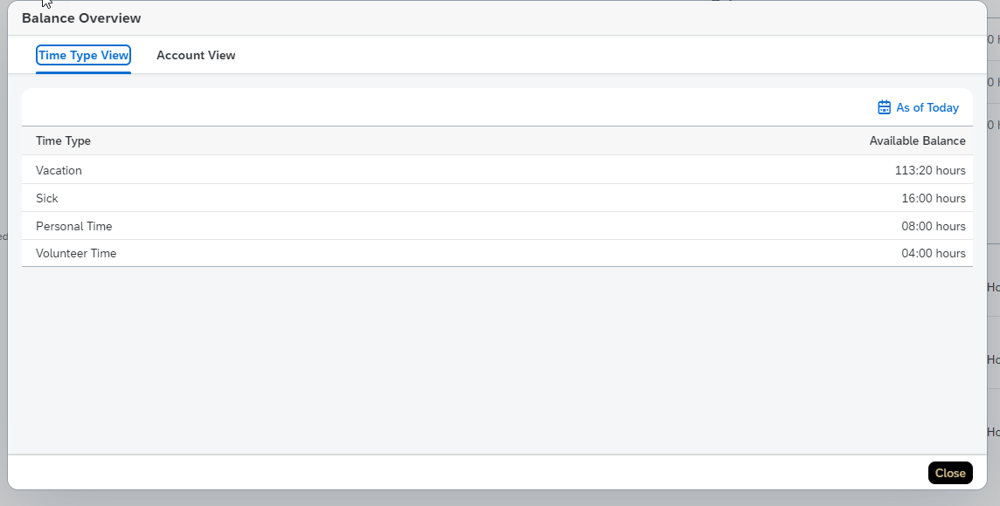 Balance Overview
Time Type View Account View
As of Today
Time Type Available Balance
Vacation 113:20 hours
Sick 16:00 hours
Personal Time 08:00 hours
Volunteer Time 04:00 hours
Close